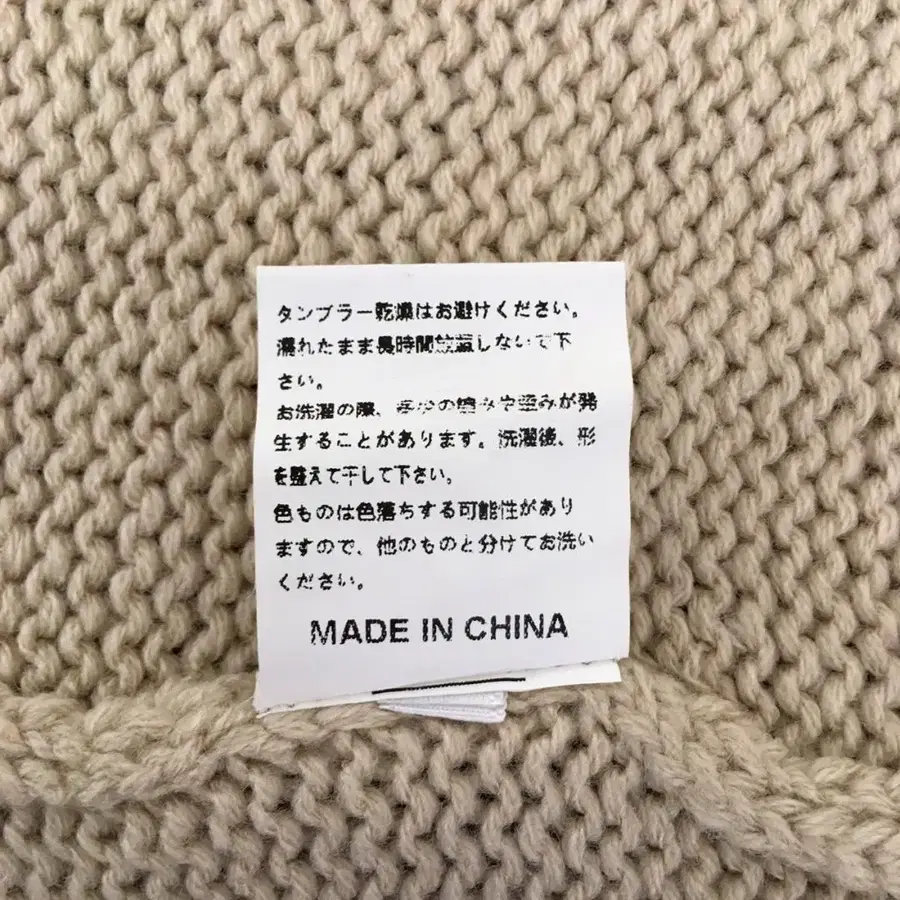 タンブラー乾燥はお避けください。
濡れたまま長時間放置しないで下
さい。
お洗濯の際、多少の縮みや歪みが発
生することがあります。洗濯後、形
を整えて干して下さい。
色ものは色落ちする可能性があり
ますので、他のものと分けてお洗い
ください。
MADE IN CHINA